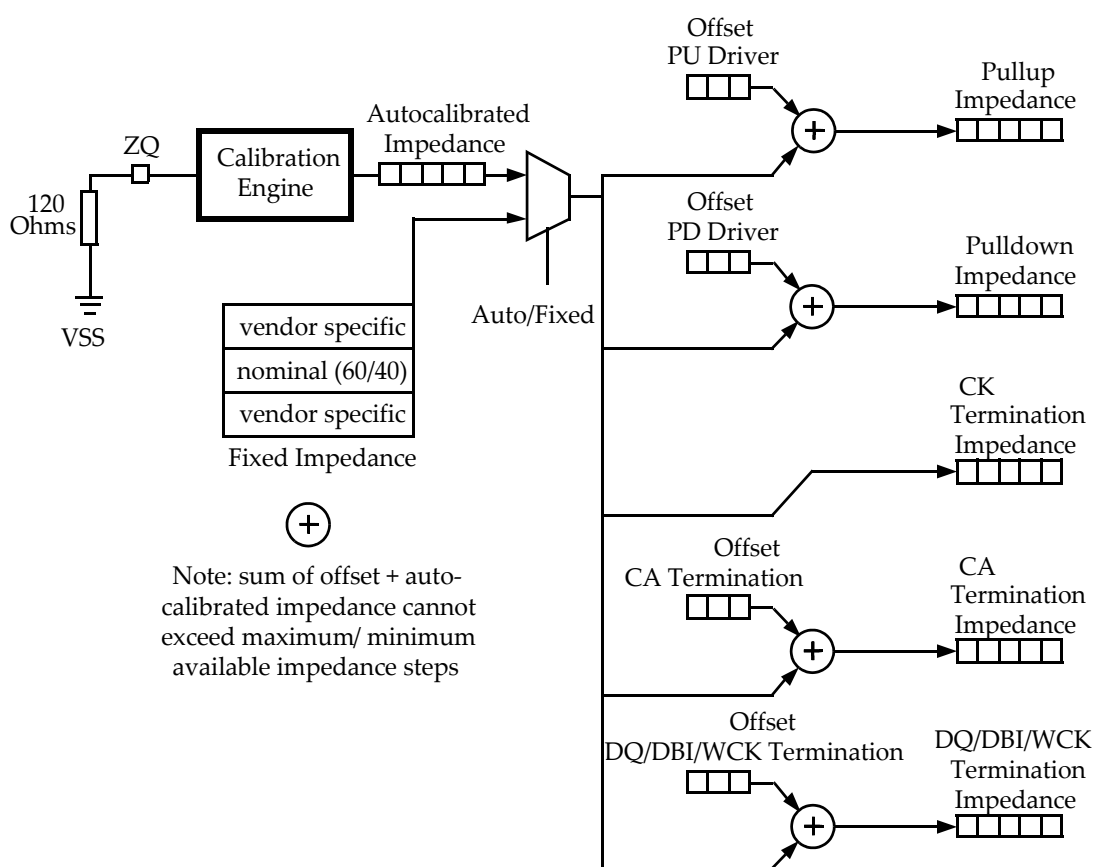 Offset
PU Driver
Pullup
Impedance
Autocalibrated
Impedance
ZQ
Calibration
Engine
120
Ohms
VSS
Offset
PD Driver
Pulldown
Impedance
Auto/Fixed
vendor specific
nominal (60/40)
vendor specific
Fixed Impedance
CK
Termination
Impedance
+
Note: sum of offset + auto-
calibrated impedance cannot
exceed maximum/ minimum
available impedance steps
Offset
CA Termination
CA
Termination
Impedance
Offset
DQ/DBI/WCK Termination
DQ/DBI/WCK
Termination
Impedance